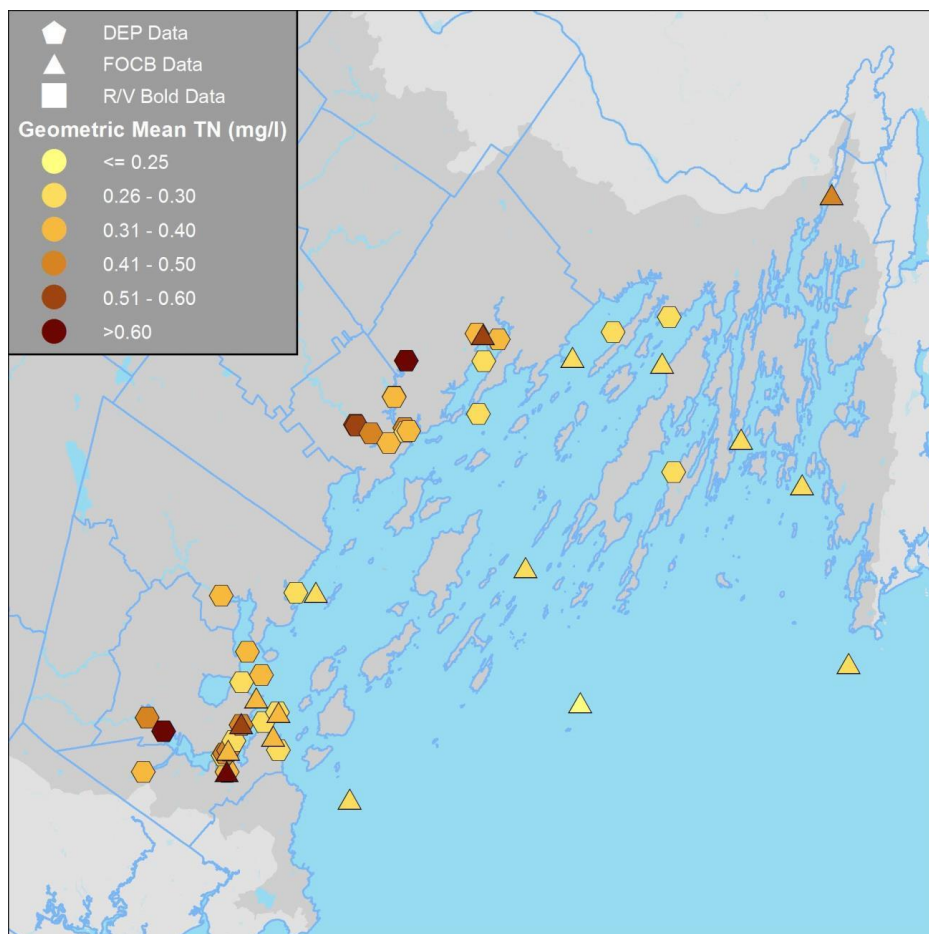 DEP Data
FOCB Data
R/V Bold Data
Geometric Mean TN (mg/l)
<= 0.25
0.26 - 0.30
0.31 - 0.40
0.41 - 0.50
0.51 - 0.60
>0.60